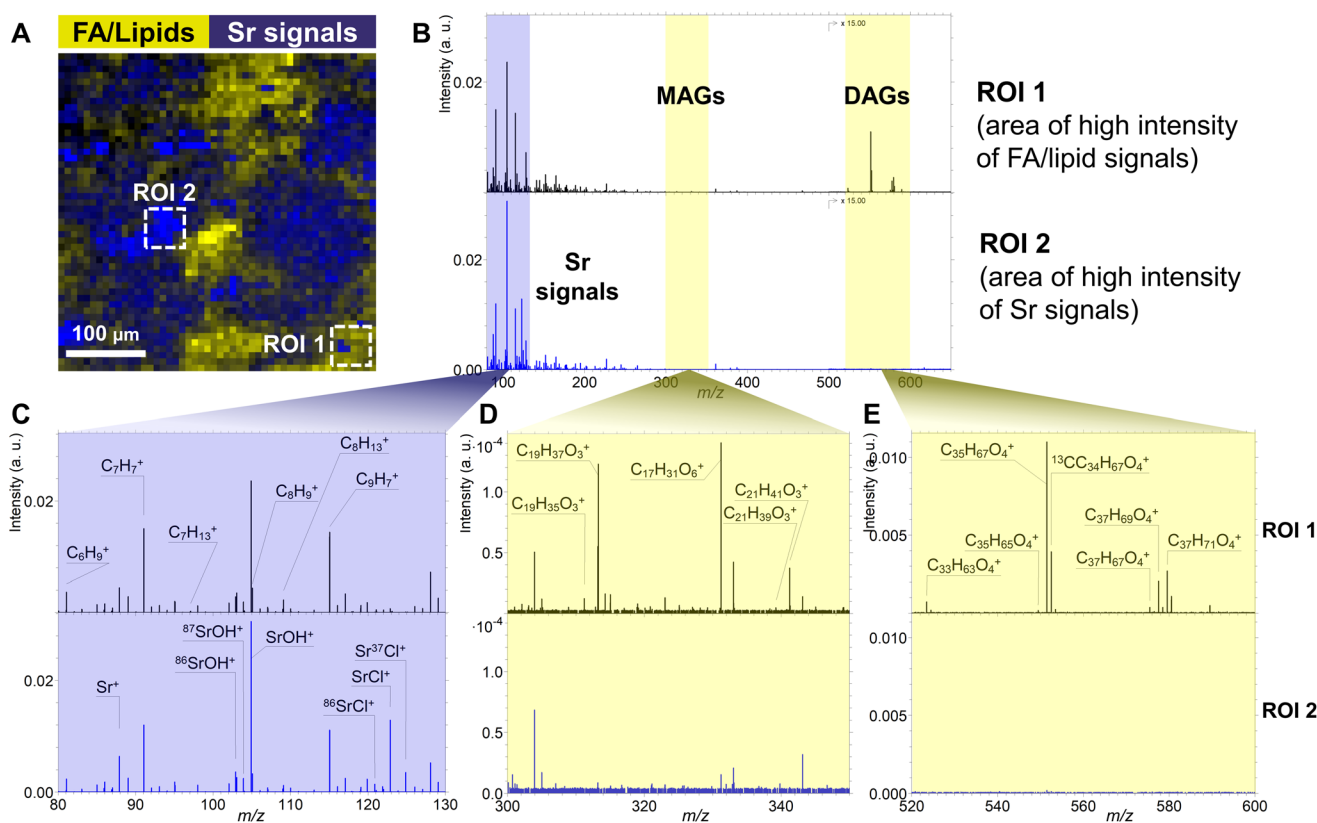 A
FA/Lipids
Sr signals
ROI 2
100 µm
ROI 1
B
Intensity (a. u.)
0.02
0.02
0.00
x 15.00
x 15.00
MAGs
DAGs
Sr
signals
100
200
300
400
500
600
m/z
ROI 1
(area of high intensity
of FA/lipid signals)
ROI 2
(area of high intensity
of Sr signals)
C
Intensity (a. u.)
0.02
0.02
0.00
C₆H₉⁺
C₇H₇⁺
C₇H₁₃⁺
C₈H₉⁺
C₈H₁₃⁺
C₉H₇⁺
Sr⁺
⁸⁶SrOH⁺
⁸⁷SrOH⁺
SrOH⁺
⁸⁶SrCl⁺
SrCl⁺
Sr³⁷Cl⁺
80
100
110
120
130
m/z
D
Intensity (a. u.)
·10⁻⁴
1.0
0.5
·10⁻⁴
1.0
0.5
0.0
C₁₉H₃₇O₃⁺
C₁₉H₃₅O₃⁺
C₁₇H₃₁O₆⁺
C₂₁H₄₁O₃⁺
C₂₁H₃₉O₃⁺
300
320
340
m/z
E
Intensity (a. u.)
0.010
0.005
0.010
0.005
0.000
C₃₅H₆₇O₄⁺
¹³CC₃₄H₆₇O₄⁺
C₃₇H₆₉O₄⁺
C₃₅H₆₅O₄⁺
C₃₇H₇₁O₄⁺
C₃₃H₆₃O₄⁺
C₃₇H₆₇O₄⁺
520
540
560
580
600
m/z
ROI 1
ROI 2